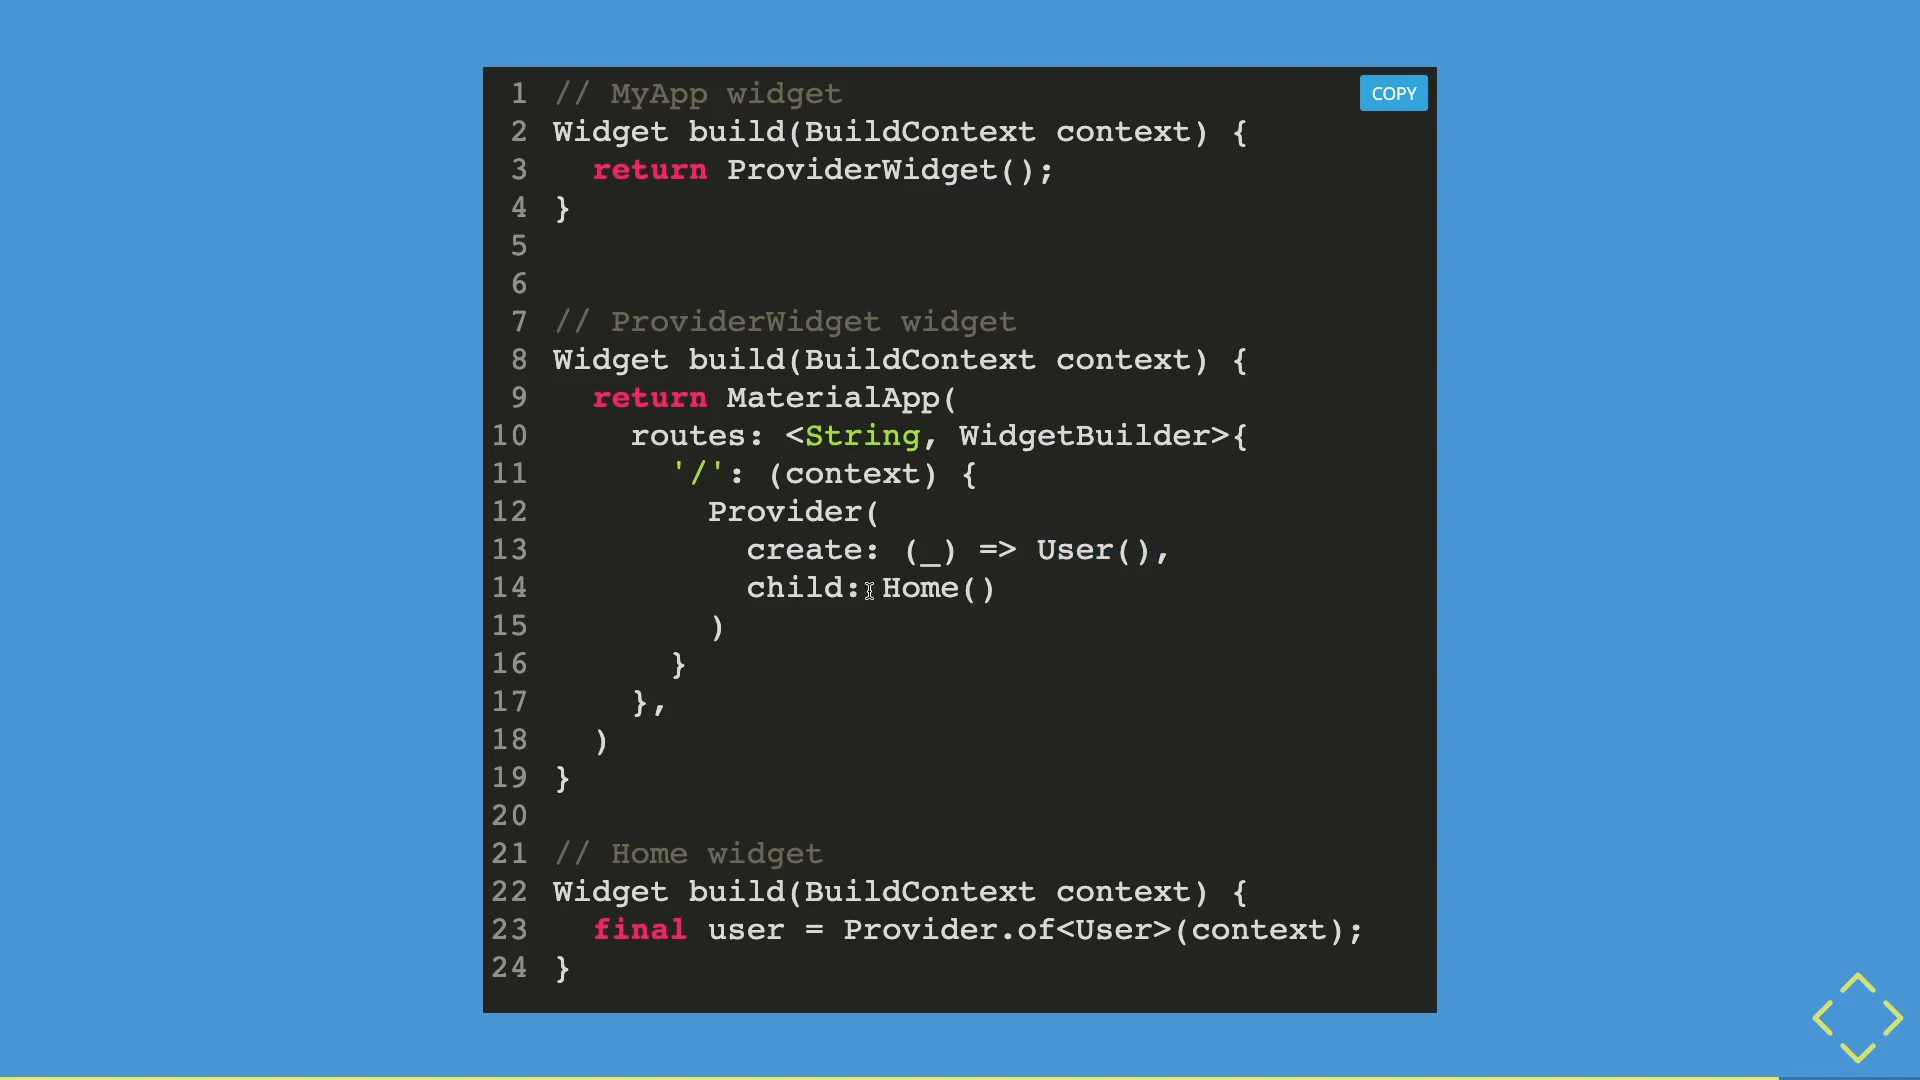 COPY
1 // MyApp widget
2 Widget build(BuildContext context) {
3   return ProviderWidget();
4 }
5
6
7 // ProviderWidget widget
8 Widget build(BuildContext context) {
9   return MaterialApp(
10     routes: <String, WidgetBuilder>{
11       '/': (context) {
12         Provider(
13           create: (_) => User(),
14           child: Home()
15         )
16       }
17     },
18   )
19 }
20
21 // Home widget
22 Widget build(BuildContext context) {
23   final user = Provider.of<User>(context);
24 }